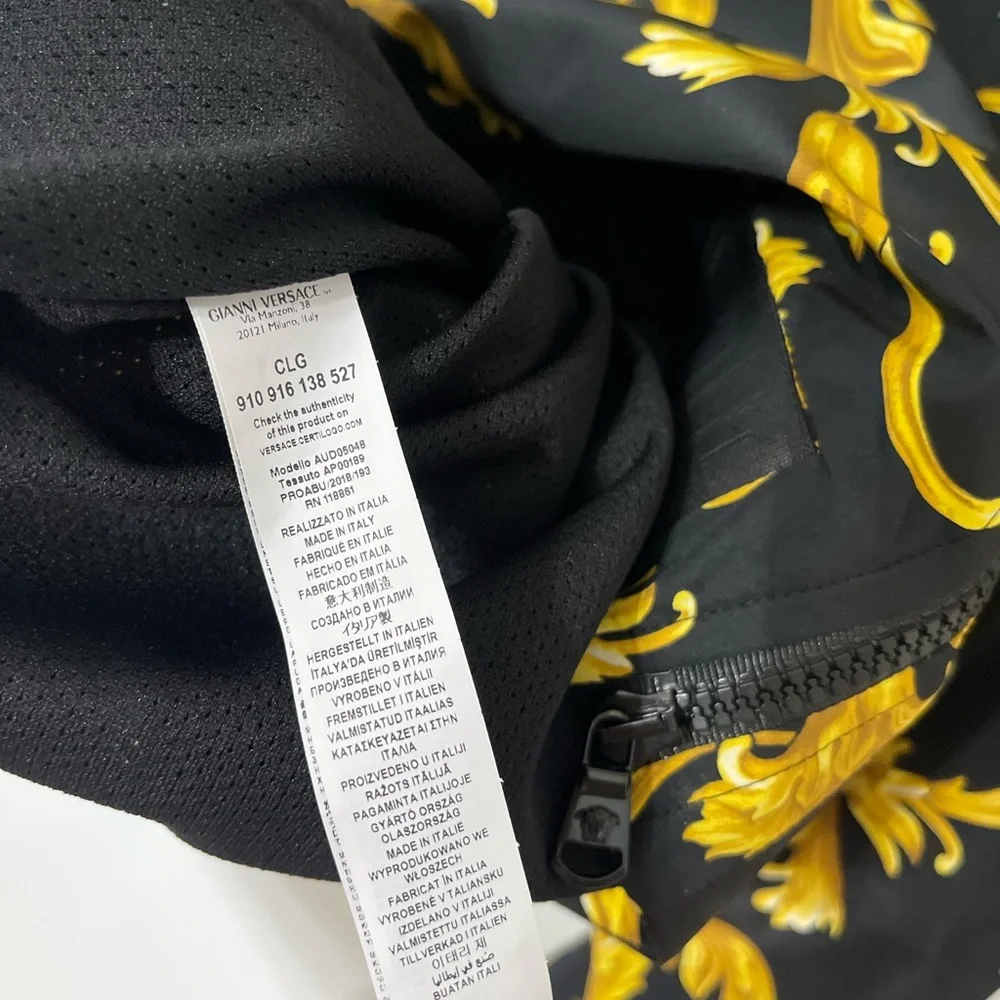 GIANNI VERSACE
Via Manzoni, 38
20121 Milano, Italy
CLG
910 916 138 527
Check the authenticity
of this product on
VERSACE.CERTILOGO.COM
Modello AUD05048
Tessuto AP00189
PROABU/2018/193
RN 118861
REALIZZATO IN ITALIA
MADE IN ITALY
FABRIQUÉ EN ITALIE
HECHO EN ITALIA
FABRICADO EM ITÁLIA
意大利制造
СОЗДАНО В ИТАЛИИ
イタリア製
HERGESTELLT IN ITALIEN
İTALYA'DA ÜRETİLMİŞTİR
ПРОИЗВЕДЕНО В ИТАЛИЯ
VYROBENO V ITÁLII
FREMSTILLET I ITALIEN
VALMISTATUD ITAALIAS
ΚΑΤΑΣΚΕΥΑΖΕΤΑΙ ΣΤΗΝ
ΙΤΑΛΙΑ
PROIZVEDENO U ITALIJI
RAŽOTS ITĀLIJĀ
PAGAMINTA ITALIJOJE
GYÁRTÓ ORSZÁG
OLASZORSZÁG
MADE IN ITALIE
WYPRODUKOWANO WE
WŁOSZECH
FABRICAT ÎN ITALIA
VYROBENÉ V TALIANSKU
IZDELANO V ITALIJI
VALMISTETTU ITALIASSA
TILLVERKAD I ITALIEN
이태리 제
صنع في إيطاليا
BUATAN ITALI